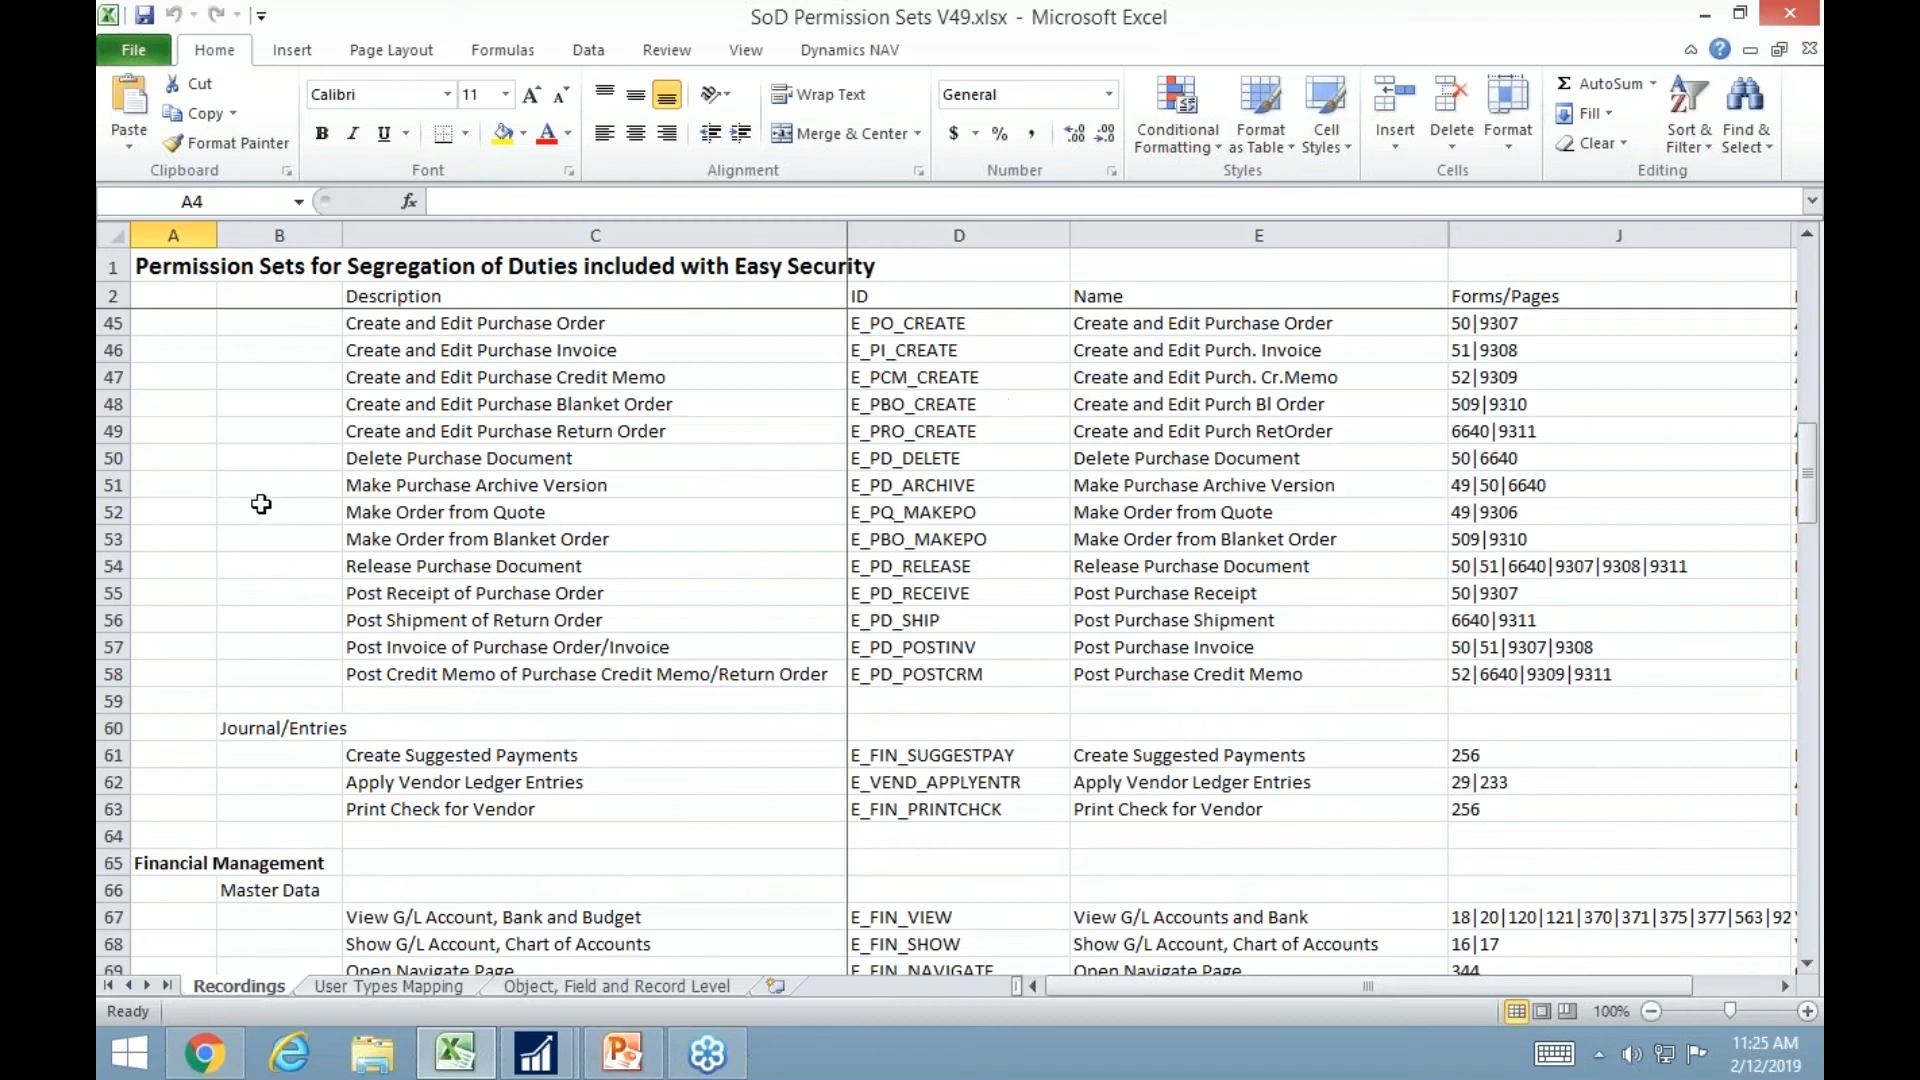 SoD Permission Sets V49.xlsx - Microsoft Excel
File Home Insert Page Layout Formulas Data Review View Dynamics NAV
Paste Cut Copy Format Painter Clipboard
Calibri 11 B I U A Font
Wrap Text Merge & Center Alignment
General $ % , Number
Conditional Formatting Format as Table Cell Styles Styles
Insert Delete Format Cells
Σ AutoSum Fill Clear Sort & Filter Find & Select Editing
A4 fx
A B C D E J
1 Permission Sets for Segregation of Duties included with Easy Security
2 Description ID Name Forms/Pages
45 Create and Edit Purchase Order E_PO_CREATE Create and Edit Purchase Order 50|9307
46 Create and Edit Purchase Invoice E_PI_CREATE Create and Edit Purch. Invoice 51|9308
47 Create and Edit Purchase Credit Memo E_PCM_CREATE Create and Edit Purch. Cr.Memo 52|9309
48 Create and Edit Purchase Blanket Order E_PBO_CREATE Create and Edit Purch Bl Order 509|9310
49 Create and Edit Purchase Return Order E_PRO_CREATE Create and Edit Purch RetOrder 6640|9311
50 Delete Purchase Document E_PD_DELETE Delete Purchase Document 50|6640
51 Make Purchase Archive Version E_PD_ARCHIVE Make Purchase Archive Version 49|50|6640
52 Make Order from Quote E_PQ_MAKEPO Make Order from Quote 49|9306
53 Make Order from Blanket Order E_PBO_MAKEPO Make Order from Blanket Order 509|9310
54 Release Purchase Document E_PD_RELEASE Release Purchase Document 50|51|6640|9307|9308|9311
55 Post Receipt of Purchase Order E_PD_RECEIVE Post Purchase Receipt 50|9307
56 Post Shipment of Return Order E_PD_SHIP Post Purchase Shipment 6640|9311
57 Post Invoice of Purchase Order/Invoice E_PD_POSTINV Post Purchase Invoice 50|51|9307|9308
58 Post Credit Memo of Purchase Credit Memo/Return Order E_PD_POSTCRM Post Purchase Credit Memo 52|6640|9309|9311
59
60 Journal/Entries
61 Create Suggested Payments E_FIN_SUGGESTPAY Create Suggested Payments 256
62 Apply Vendor Ledger Entries E_VEND_APPLYENTR Apply Vendor Ledger Entries 29|233
63 Print Check for Vendor E_FIN_PRINTCHCK Print Check for Vendor 256
64
65 Financial Management
66 Master Data
67 View G/L Account, Bank and Budget E_FIN_VIEW View G/L Accounts and Bank 18|20|120|121|370|371|375|377|563|92
68 Show G/L Account, Chart of Accounts E_FIN_SHOW Show G/L Account, Chart of Accounts 16|17
69 Open Navigate Page E_FIN_NAVIGATE Open Navigate Page 344
Recordings User Types Mapping Object, Field and Record Level
Ready 100%
11:25 AM
2/12/2019